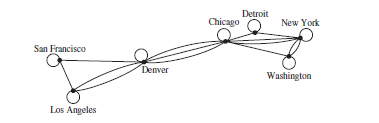 Detroit
Chicago
New York
San Francisco
Denver
Washington
Los Angeles